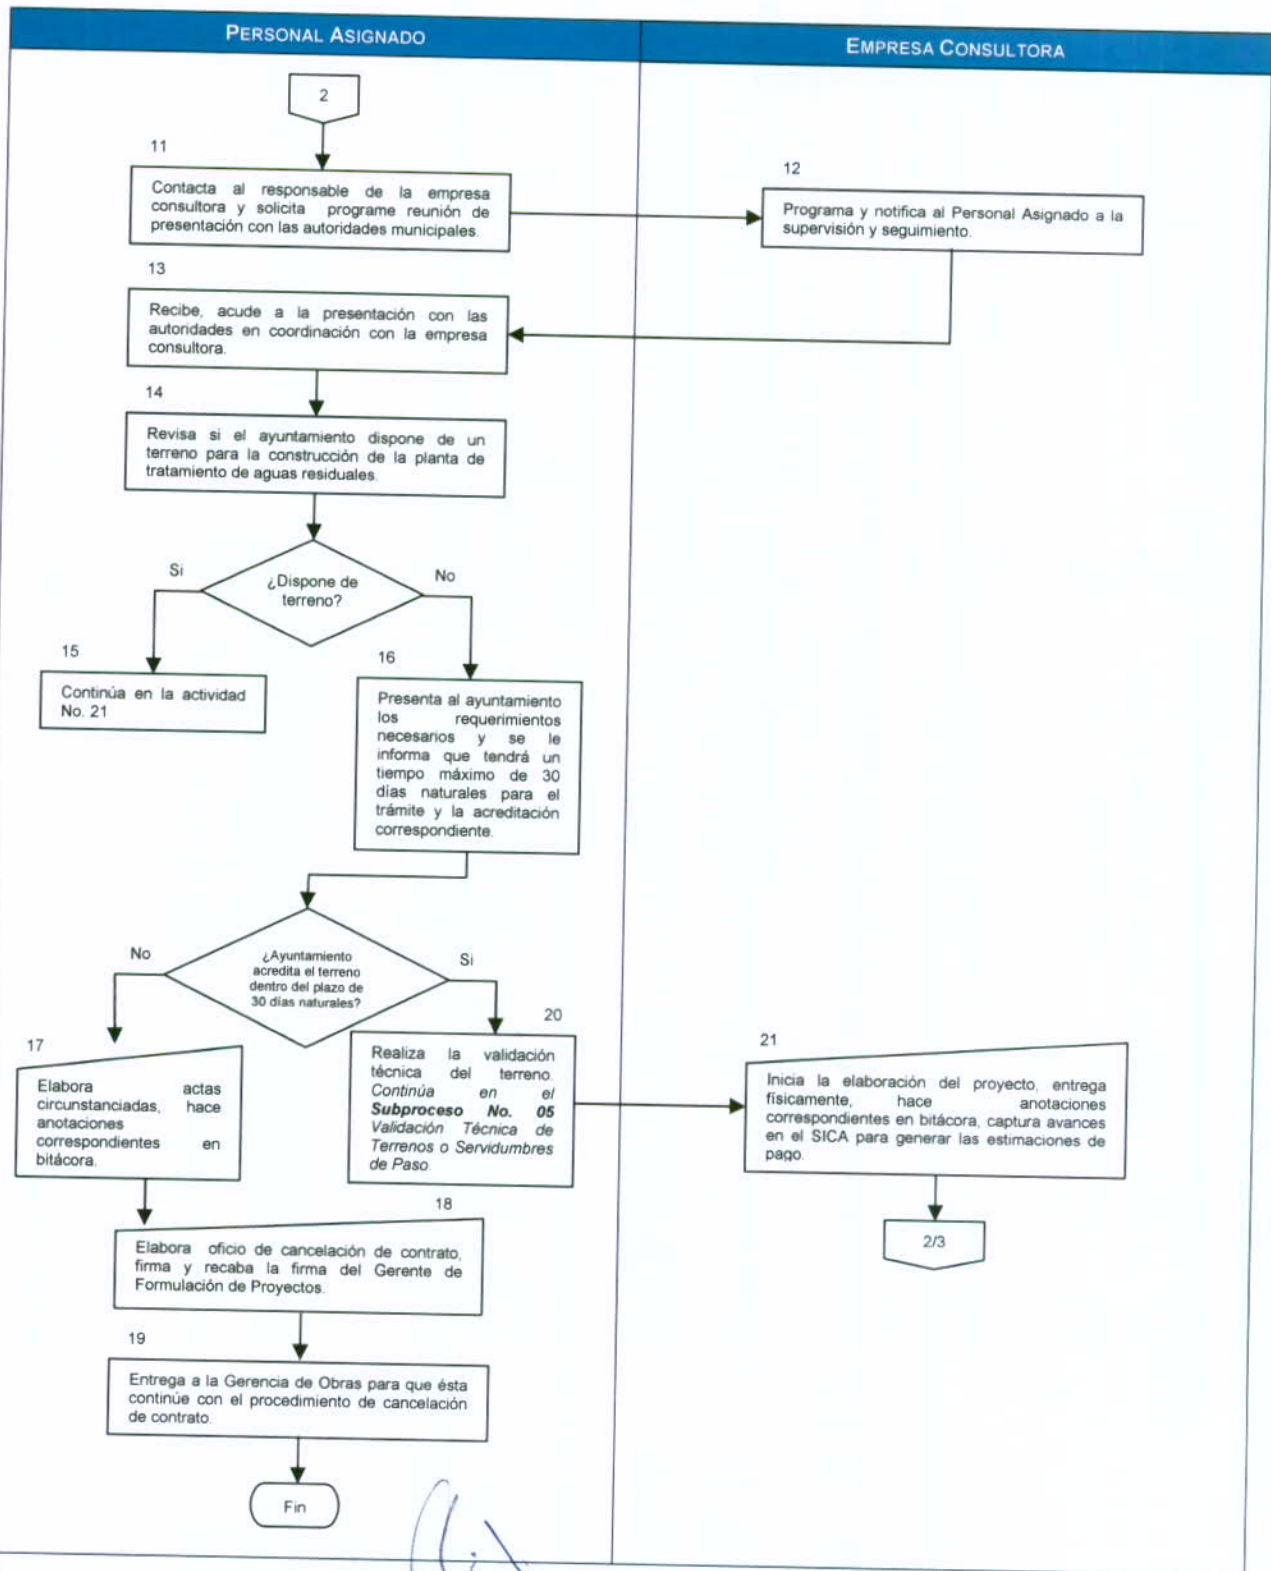 PERSONAL ASIGNADO
EMPRESA CONSULTORA
2
11
Contacta al responsable de la empresa
consultora y solicita programe reunión de
presentación con las autoridades municipales.
12
Programa y notifica al Personal Asignado a la
supervisión y seguimiento.
13
Recibe, acude a la presentación con las
autoridades en coordinación con la empresa
consultora.
14
Revisa si el ayuntamiento dispone de un
terreno para la construcción de la planta de
tratamiento de aguas residuales.
¿Dispone de
terreno?
Si
No
15
Continúa en la actividad
No. 21
16
Presenta al ayuntamiento
los requerimientos
necesarios y se le
informa que tendrá un
tiempo máximo de 30
días naturales para el
trámite y la acreditación
correspondiente.
¿Ayuntamiento
acredita el terreno
dentro del plazo de
30 días naturales?
No
Si
17
Elabora actas
circunstanciadas, hace
anotaciones
correspondientes en
bitácora.
20
Realiza la validación
técnica del terreno.
Continúa en el
Subproceso No. 05
Validación Técnica de
Terrenos o Servidumbres
de Paso.
21
Inicia la elaboración del proyecto, entrega
físicamente, hace anotaciones
correspondientes en bitácora, captura avances
en el SICA para generar las estimaciones de
pago.
2/3
18
Elabora oficio de cancelación de contrato,
firma y recaba la firma del Gerente de
Formulación de Proyectos.
19
Entrega a la Gerencia de Obras para que ésta
continúe con el procedimiento de cancelación
de contrato.
Fin